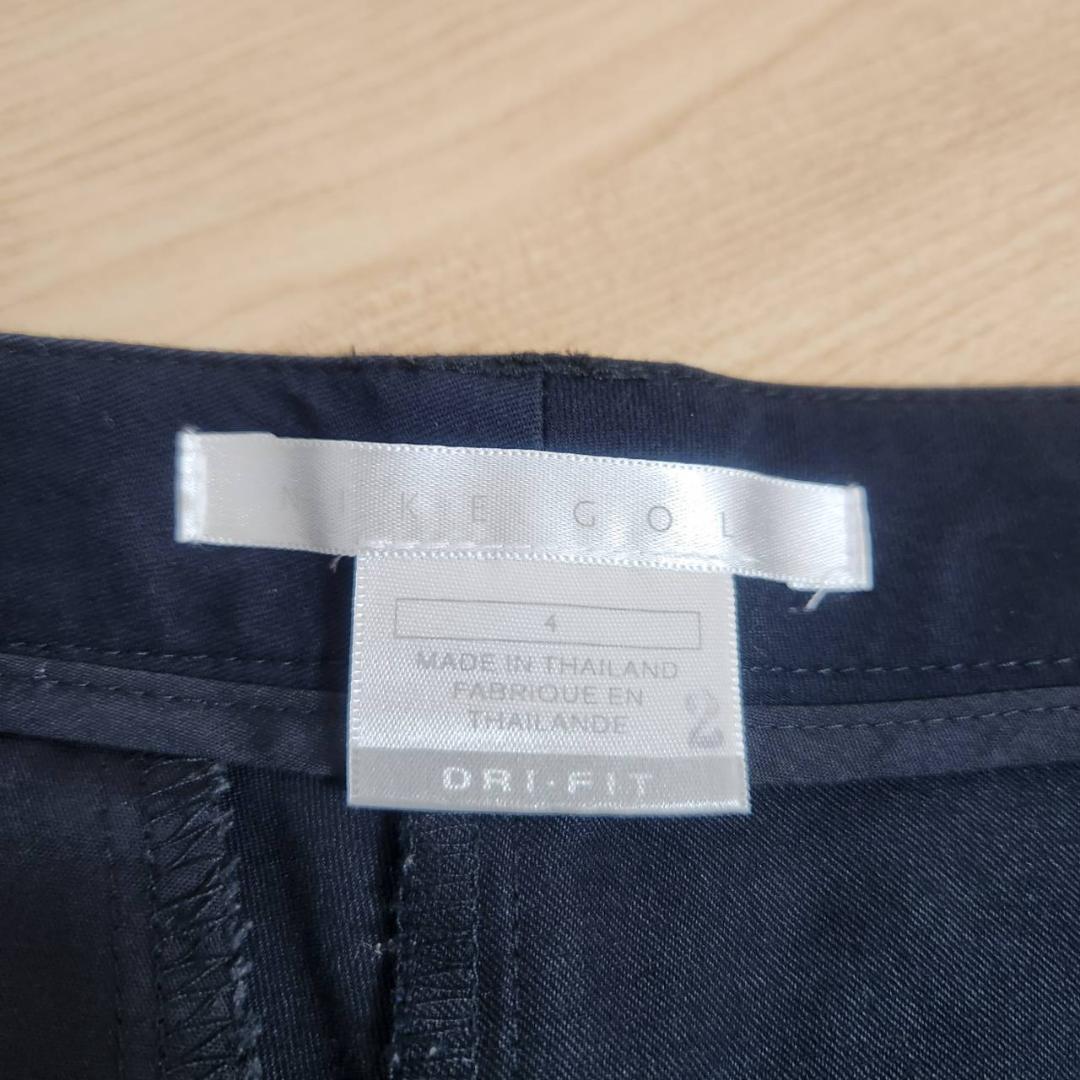 NIKE GOL
4
MADE IN THAILAND
FABRIQUE EN
THAILANDE
2
DRI-FIT